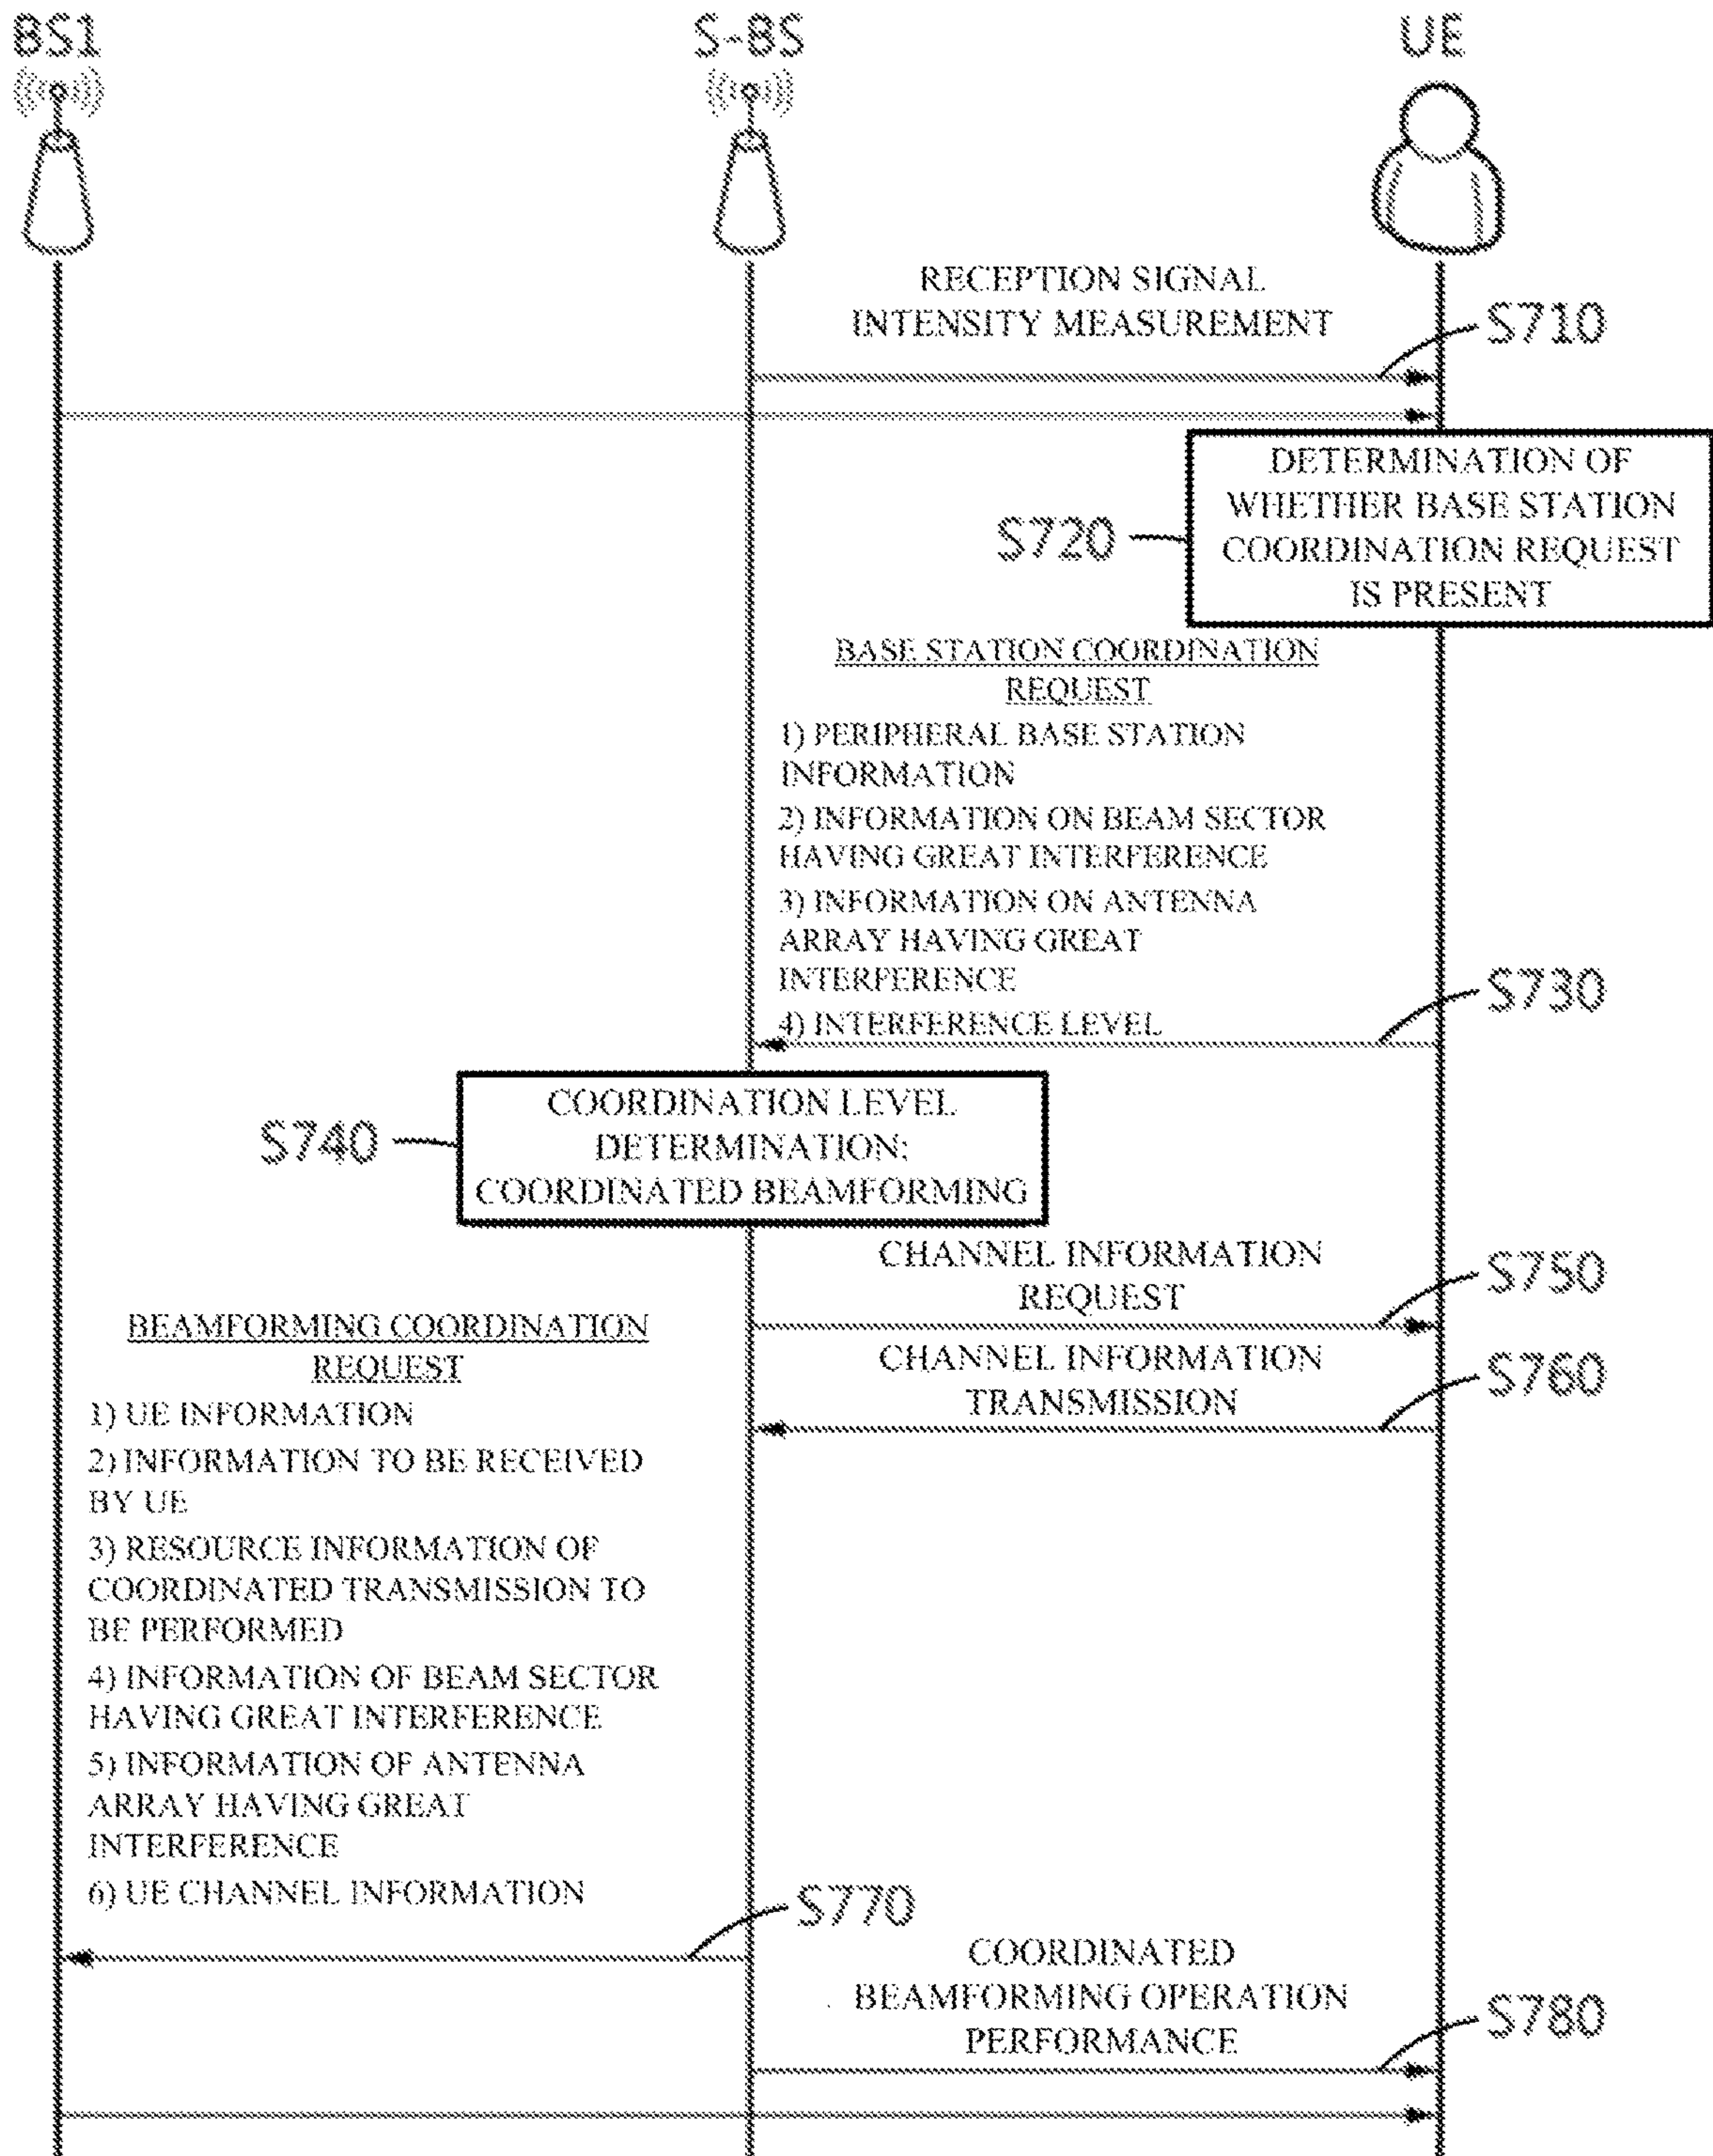 BS1
S-BS
UE
RECEPTION SIGNAL
INTENSITY MEASUREMENT
S710
DETERMINATION OF
WHETHER BASE STATION
COORDINATION REQUEST
IS PRESENT
S720
BASE STATION COORDINATION
REQUEST
1) PERIPHERAL BASE STATION
INFORMATION
2) INFORMATION ON BEAM SECTOR
HAVING GREAT INTERFERENCE
3) INFORMATION ON ANTENNA
ARRAY HAVING GREAT
INTERFERENCE
4) INTERFERENCE LEVEL
S730
COORDINATION LEVEL
DETERMINATION:
COORDINATED BEAMFORMING
S740
CHANNEL INFORMATION
REQUEST
S750
CHANNEL INFORMATION
TRANSMISSION
S760
BEAMFORMING COORDINATION
REQUEST
1) UE INFORMATION
2) INFORMATION TO BE RECEIVED
BY UE
3) RESOURCE INFORMATION OF
COORDINATED TRANSMISSION TO
BE PERFORMED
4) INFORMATION OF BEAM SECTOR
HAVING GREAT INTERFERENCE
5) INFORMATION OF ANTENNA
ARRAY HAVING GREAT
INTERFERENCE
6) UE CHANNEL INFORMATION
S770
COORDINATED
BEAMFORMING OPERATION
PERFORMANCE
S780